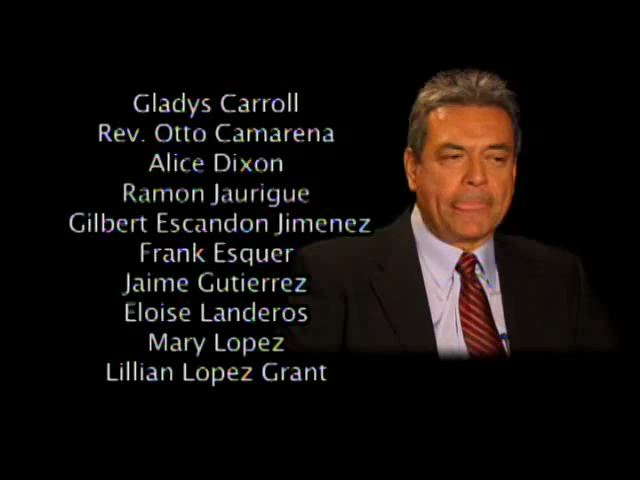 Gladys Carroll
Rev. Otto Camarena
Alice Dixon
Ramon Jaurigue
Gilbert Escandon Jimenez
Frank Esquer
Jaime Gutierrez
Eloise Landeros
Mary Lopez
Lillian Lopez Grant